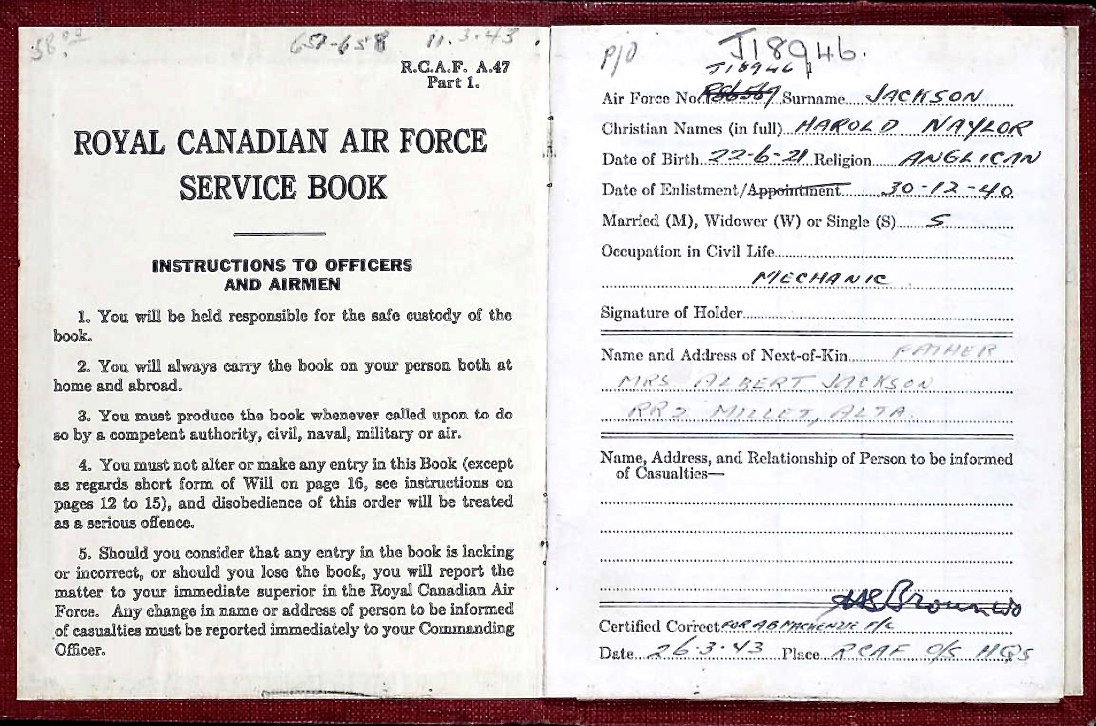 11.3.43
R.C.A.F. A.47
Part 1.
ROYAL CANADIAN AIR FORCE
SERVICE BOOK
INSTRUCTIONS TO OFFICERS
AND AIRMEN
1. You will be held responsible for the safe custody of the
book.
2. You will always carry the book on your person both at
home and abroad.
3. You must produce the book whenever called upon to do
so by a competent authority, civil, naval, military or air.
4. You must not alter or make any entry in this Book (except
as regards short form of Will on page 16, see instructions on
pages 12 to 15), and disobedience of this order will be treated
as a serious offence.
5. Should you consider that any entry in the book is lacking
or incorrect, or should you lose the book, you will report the
matter to your immediate superior in the Royal Canadian Air
Force. Any change in name or address of person to be informed
of casualties must be reported immediately to your Commanding
Officer.
P/O J18946.
J18946
Air Force No. Surname JACKSON
Christian Names (in full) HAROLD NAYLOR
Date of Birth 22-6-21 Religion ANGLICAN
Date of Enlistment/Appointment 30-12-40
Married (M), Widower (W) or Single (S) S
Occupation in Civil Life
MECHANIC
Signature of Holder
Name and Address of Next-of-Kin FATHER
MRS ALBERT JACKSON
RR2 MILLET, ALTA.
Name, Address, and Relationship of Person to be informed
of Casualties—
Certified Correct FOR A B MACKENZIE F/L
Date 26.3.43 Place RCAF O/S HQS